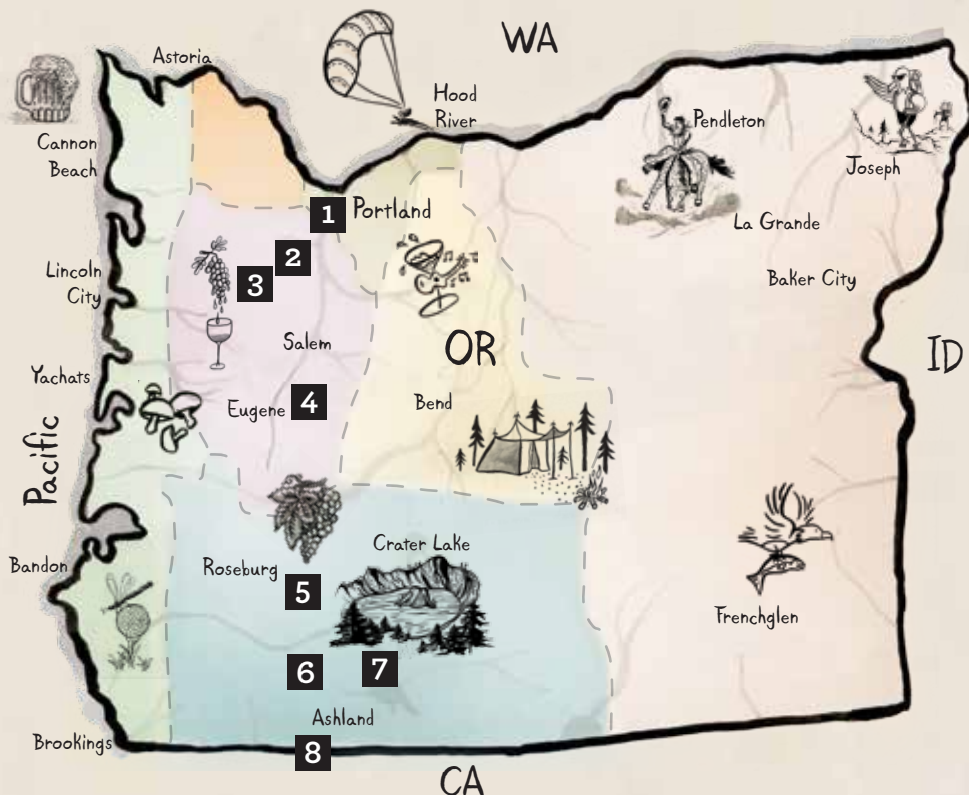 WA
Astoria
Hood
River
Cannon
Beach
Pendleton
Joseph
1
Portland
La Grande
2
3
Lincoln
City
Baker City
Salem
OR
ID
Yachats
Eugene
4
Bend
Pacific
Crater Lake
Bandon
Roseburg
5
Frenchglen
6
7
Ashland
Brookings
8
CA